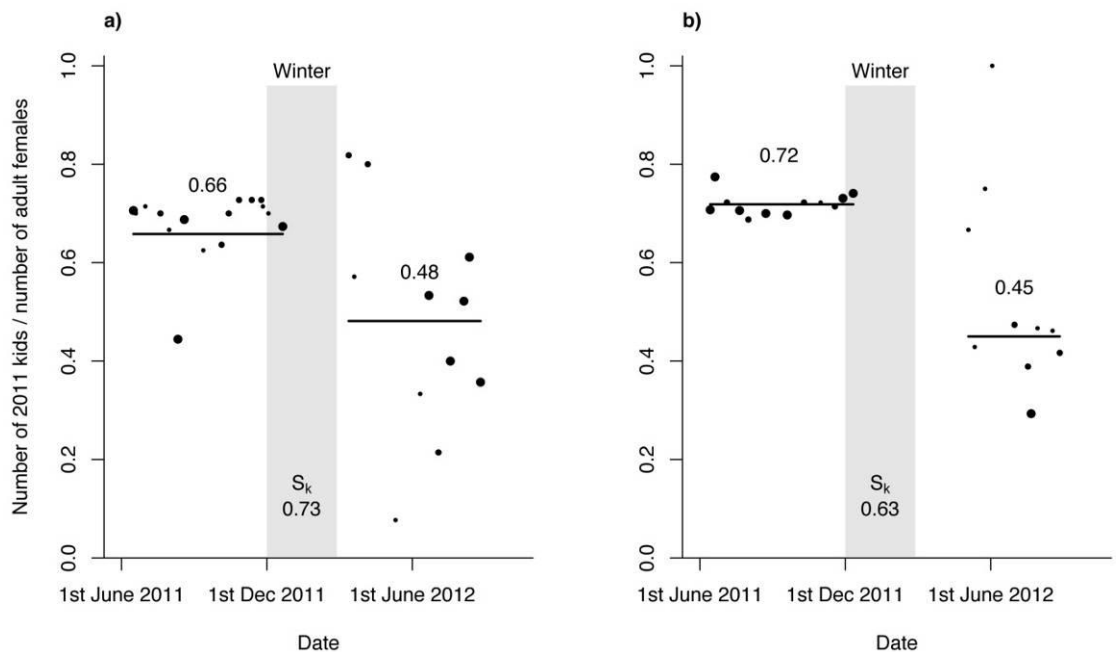 a)
Number of 2011 kids / number of adult females
1.0
0.8
0.6
0.4
0.2
0.0
Winter
0.66
0.48
Sk
0.73
1st June 2011
1st Dec 2011
1st June 2012
Date
b)
1.0
0.8
0.6
0.4
0.2
0.0
Winter
0.72
0.45
Sk
0.63
1st June 2011
1st Dec 2011
1st June 2012
Date